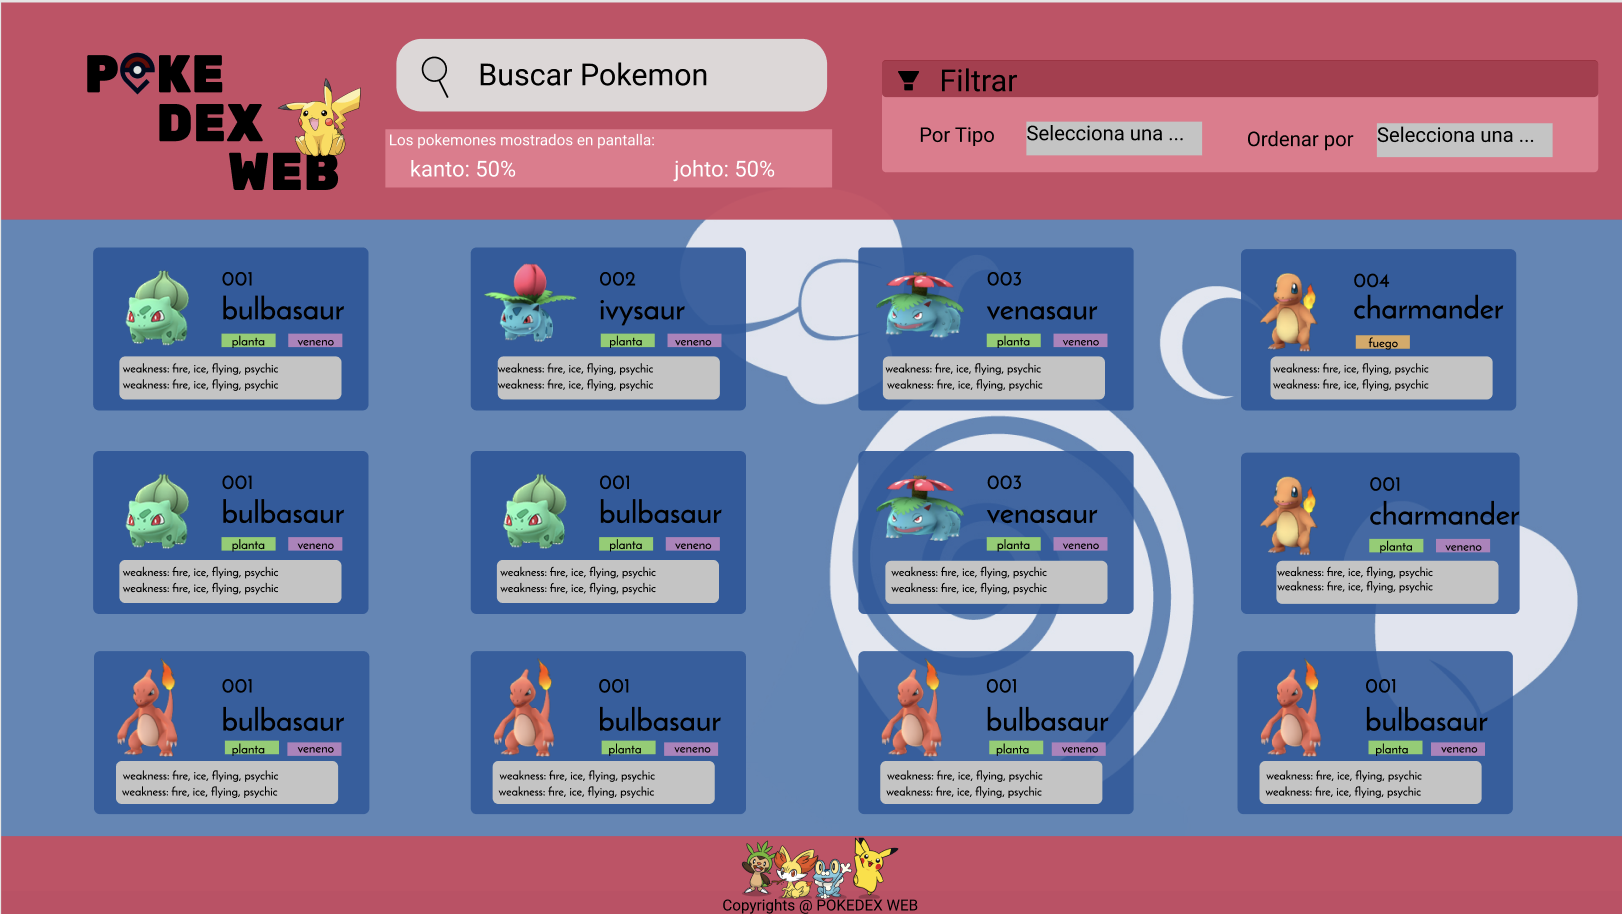 POKE
DEX
WEB
Buscar Pokemon
Los pokemones mostrados en pantalla:
kanto: 50% johto: 50%
Filtrar
Por Tipo Selecciona una ... Ordenar por Selecciona una ...
001
bulbasaur
planta veneno
weakness: fire, ice, flying, psychic
weakness: fire, ice, flying, psychic
002
ivysaur
planta veneno
weakness: fire, ice, flying, psychic
weakness: fire, ice, flying, psychic
003
venasaur
planta veneno
weakness: fire, ice, flying, psychic
weakness: fire, ice, flying, psychic
004
charmander
fuego
weakness: fire, ice, flying, psychic
weakness: fire, ice, flying, psychic
001
bulbasaur
planta veneno
weakness: fire, ice, flying, psychic
weakness: fire, ice, flying, psychic
001
bulbasaur
planta veneno
weakness: fire, ice, flying, psychic
weakness: fire, ice, flying, psychic
003
venasaur
planta veneno
weakness: fire, ice, flying, psychic
weakness: fire, ice, flying, psychic
001
charmander
planta veneno
weakness: fire, ice, flying, psychic
weakness: fire, ice, flying, psychic
001
bulbasaur
planta veneno
weakness: fire, ice, flying, psychic
weakness: fire, ice, flying, psychic
001
bulbasaur
planta veneno
weakness: fire, ice, flying, psychic
weakness: fire, ice, flying, psychic
001
bulbasaur
planta veneno
weakness: fire, ice, flying, psychic
weakness: fire, ice, flying, psychic
001
bulbasaur
planta veneno
weakness: fire, ice, flying, psychic
weakness: fire, ice, flying, psychic
Copyrights @ POKEDEX WEB